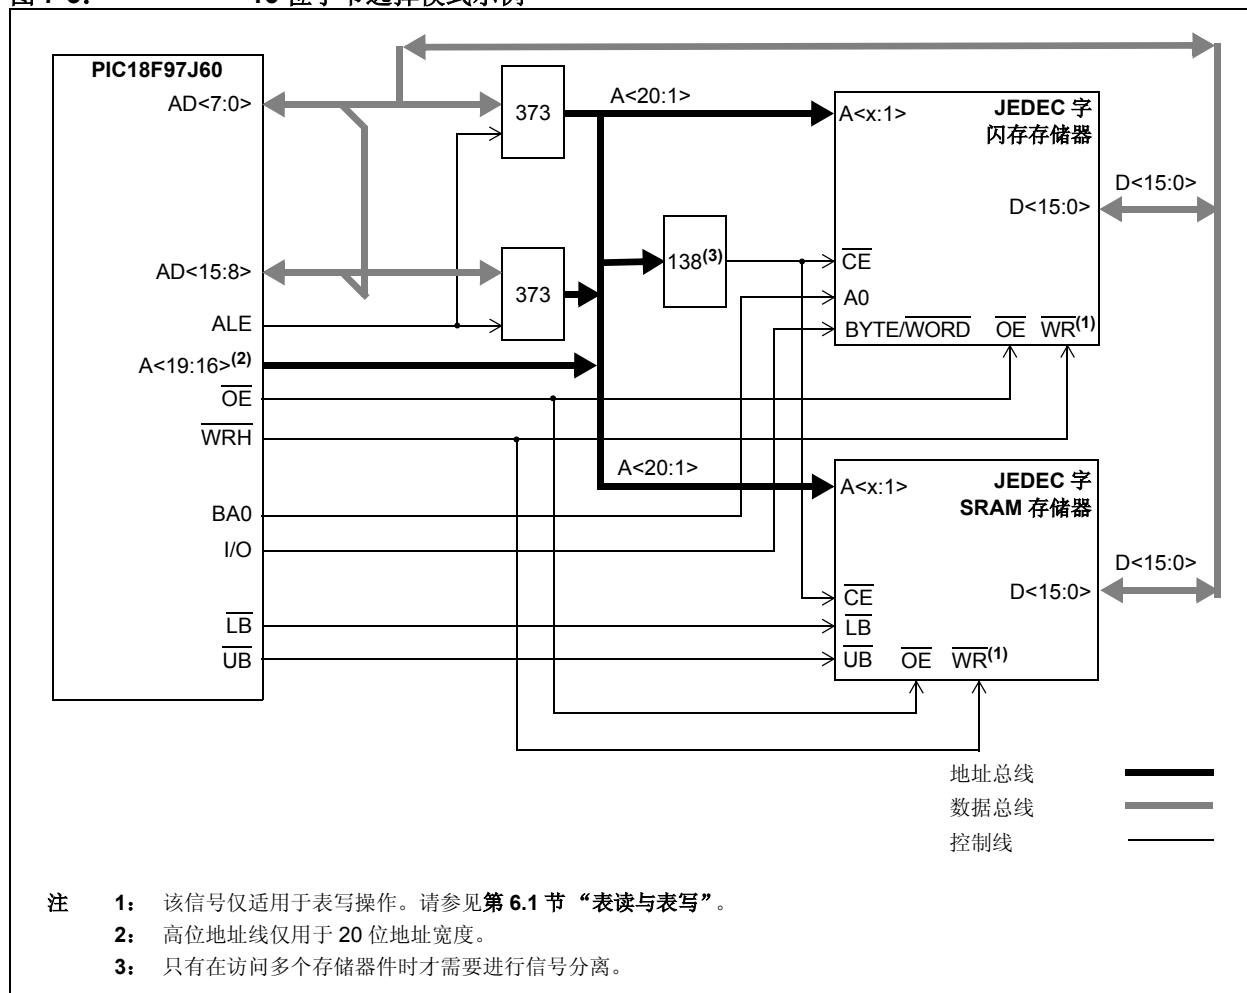 PIC18F97J60
AD<7:0>
AD<15:8>
ALE
A<19:16>(2)
OE
WRH
BA0
I/O
LB
UB
373
373
A<20:1>
138(3)
A<20:1>
A<x:1>
JEDEC 字
闪存存储器
D<15:0>
CE
A0
BYTE/WORD OE WR(1)
D<15:0>
A<x:1>
JEDEC 字
SRAM 存储器
D<15:0>
CE
LB
UB OE WR(1)
D<15:0>
地址总线
数据总线
控制线
注 1: 该信号仅适用于表写操作。请参见第 6.1 节 “表读与表写”。
2: 高位地址线仅用于 20 位地址宽度。
3: 只有在访问多个存储器件时才需要进行信号分离。